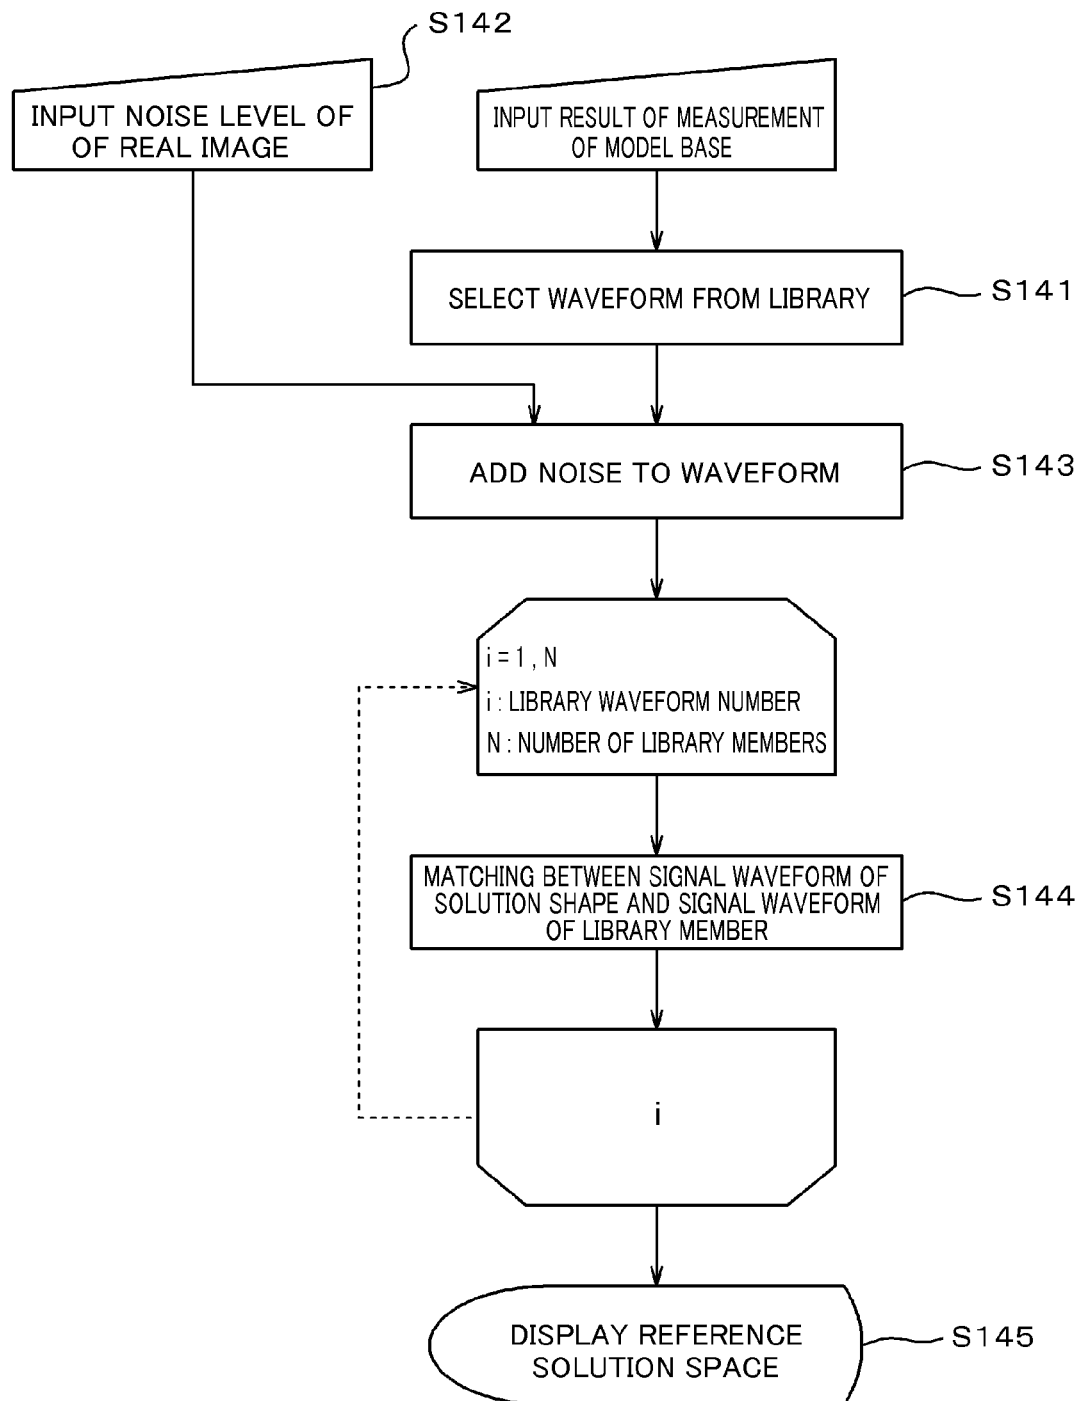 S142
INPUT NOISE LEVEL OF
OF REAL IMAGE
INPUT RESULT OF MEASUREMENT
OF MODEL BASE
SELECT WAVEFORM FROM LIBRARY
S141
ADD NOISE TO WAVEFORM
S143
i = 1 , N
i : LIBRARY WAVEFORM NUMBER
N : NUMBER OF LIBRARY MEMBERS
MATCHING BETWEEN SIGNAL WAVEFORM OF
SOLUTION SHAPE AND SIGNAL WAVEFORM
OF LIBRARY MEMBER
S144
i
DISPLAY REFERENCE
SOLUTION SPACE
S145